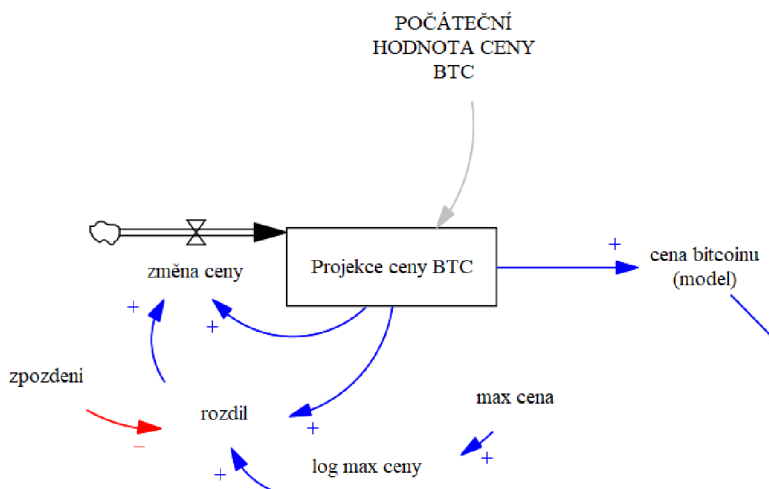 POČÁTEČNÍ
HODNOTA CENY
BTC
+
změna ceny
Projekce ceny BTC
cena bitcoinu
(model)
+
+
zpozdeni
max cena
rozdil
+
–
+
log max ceny
+